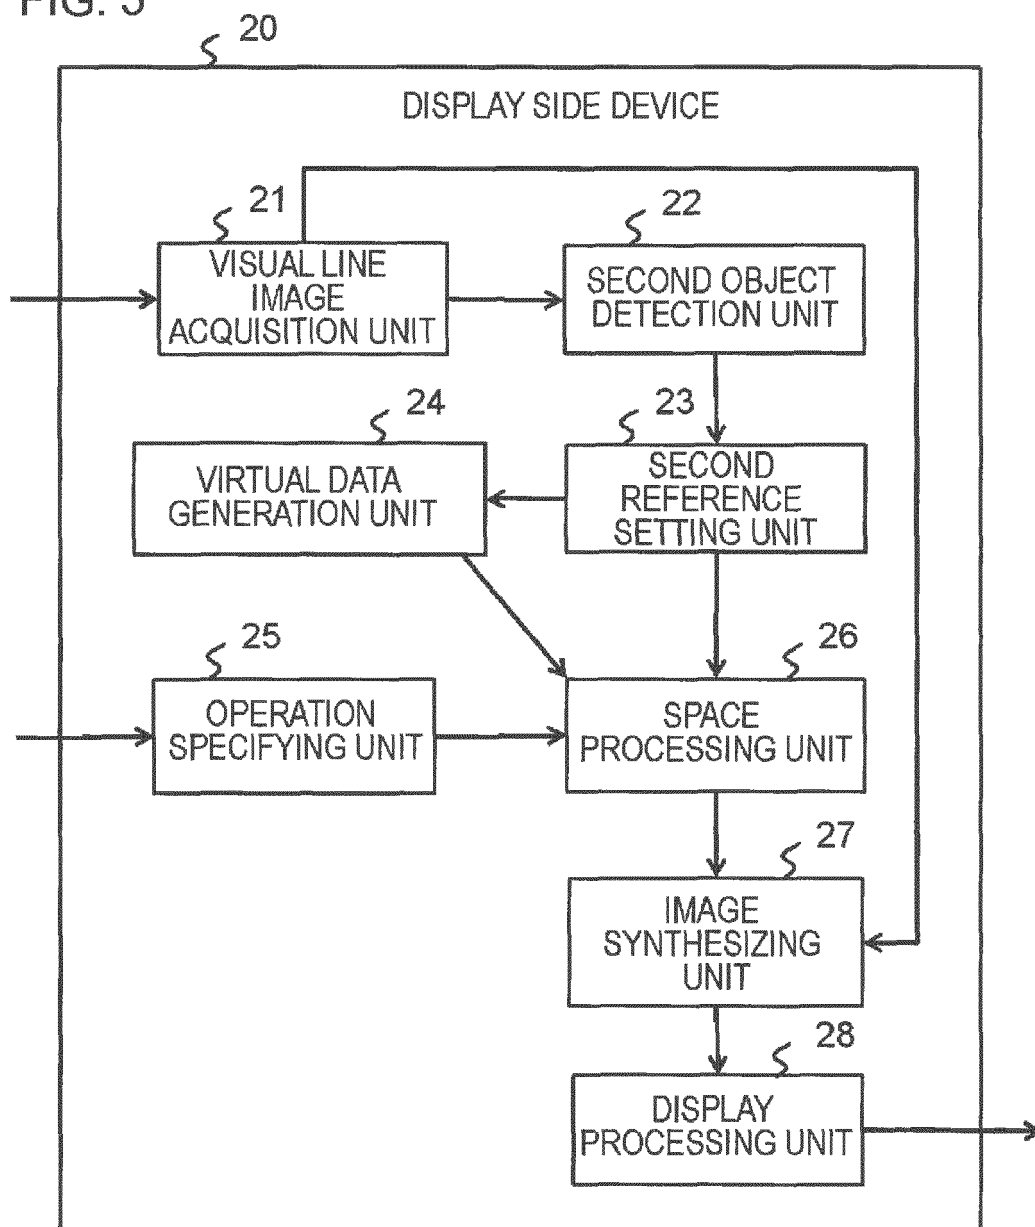 FIG.
20
DISPLAY SIDE DEVICE
21
VISUAL LINE
IMAGE
ACQUISITION UNIT
22
SECOND OBJECT
DETECTION UNIT
24
VIRTUAL DATA
GENERATION UNIT
23
SECOND
REFERENCE
SETTING UNIT
25
OPERATION
SPECIFYING UNIT
26
SPACE
PROCESSING UNIT
27
IMAGE
SYNTHESIZING
UNIT
28
DISPLAY
PROCESSING UNIT